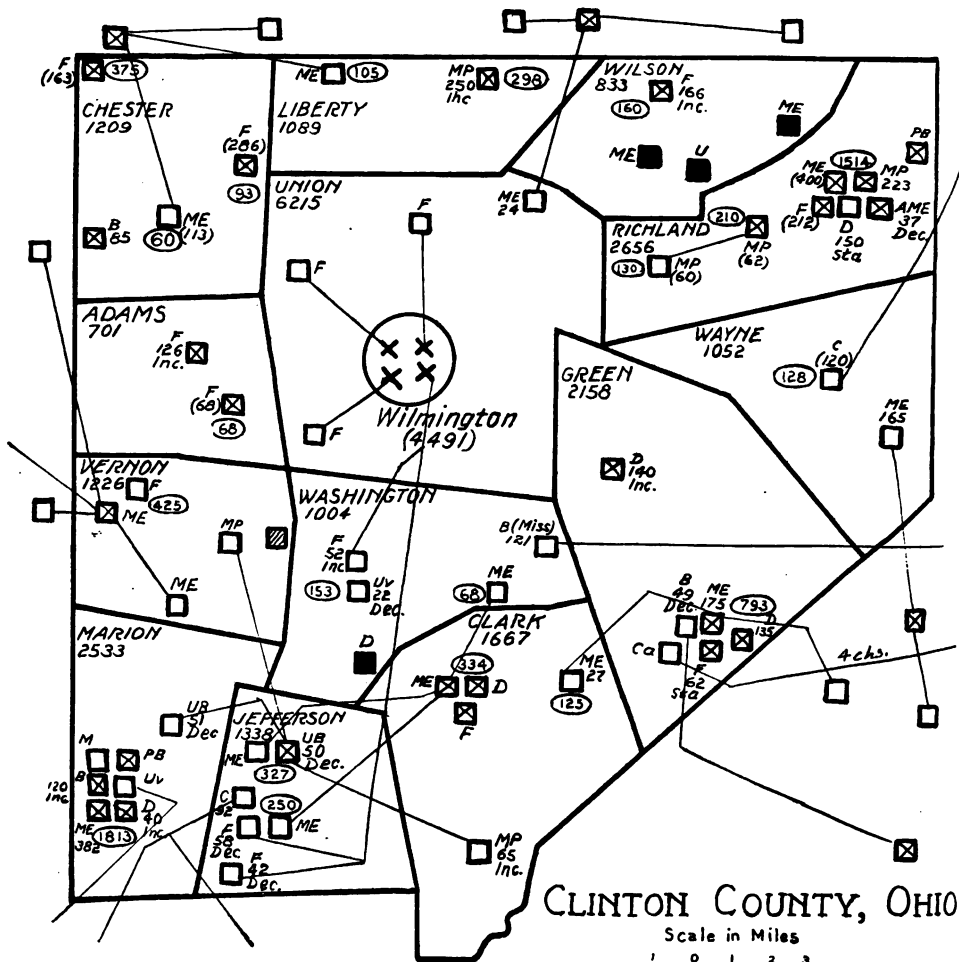 F
(163)
375
CHESTER
1209
F
(286)
93
B
85
ME
(113)
60
ME
105
MP
250
Inc
298
LIBERTY
1089
WILSON
833
F
166
Inc.
160
ME
ME
U
PB
1514
ME
(400)
MP
223
F
(212)
D
150
Sta
AME
37
Dec.
UNION
6215
F
F
F
ME
24
RICHLAND
2656
210
MP
(62)
130
MP
(60)
Wilmington
(4491)
ADAMS
701
F
126
Inc.
F
(68)
68
WAYNE
1052
C
(120)
128
ME
165
GREEN
2158
D
140
Inc.
VERNON
1226
F
425
ME
MP
ME
WASHINGTON
1004
F
52
Inc
153
Uv
22
Dec.
B (Miss)
121
ME
68
D
CLARK
1667
334
ME
D
F
ME
27
125
MP
65
Inc.
B
49
Dec
ME
175
793
D
135
Ca
F
62
Sta
4 chs.
MARION
2533
UB
51
Dec
M
PB
B
120
Inc.
Uv
ME
382
D
40
Inc
1813
JEFFERSON
1338
ME
UB
50
Dec.
327
250
ME
F
58
Dec
F
42
Dec.
CLINTON COUNTY, OHIO
Scale in Miles
1 0 1 2 3